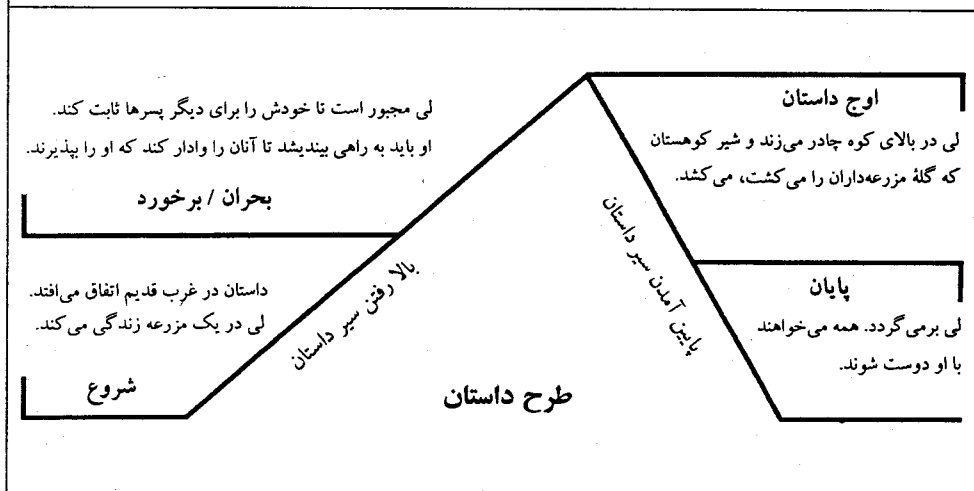 لی مجبور است تا خودش را برای دیگر پسرها ثابت کند.
او باید به راهی بیندیشد تا آنان را وادار کند که او را بپذیرند.
بحران / برخورد
داستان در غرب قدیم اتفاق می‌افتد.
لی در یک مزرعه زندگی می‌کند.
شروع
بالا رفتن سیر داستان
طرح داستان
پایین آمدن سیر داستان
اوج داستان
لی در بالای کوه چادر می‌زند و شیر کوهستان
که گلهٔ مزرعه‌داران را می‌کشت، می‌کشد.
پایان
لی برمی‌گردد. همه می‌خواهند
با او دوست شوند.